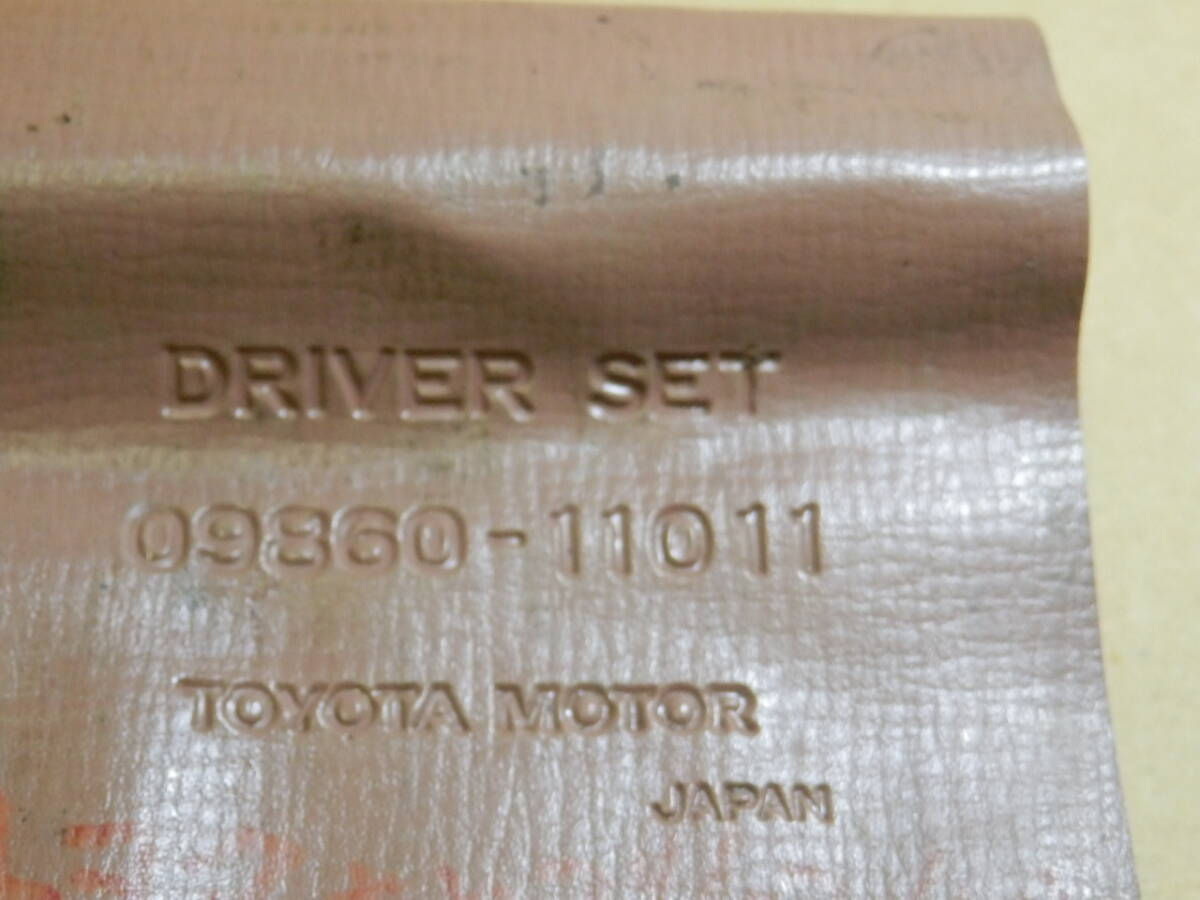 DRIVER SET
09860-11011
TOYOTA MOTOR
JAPAN